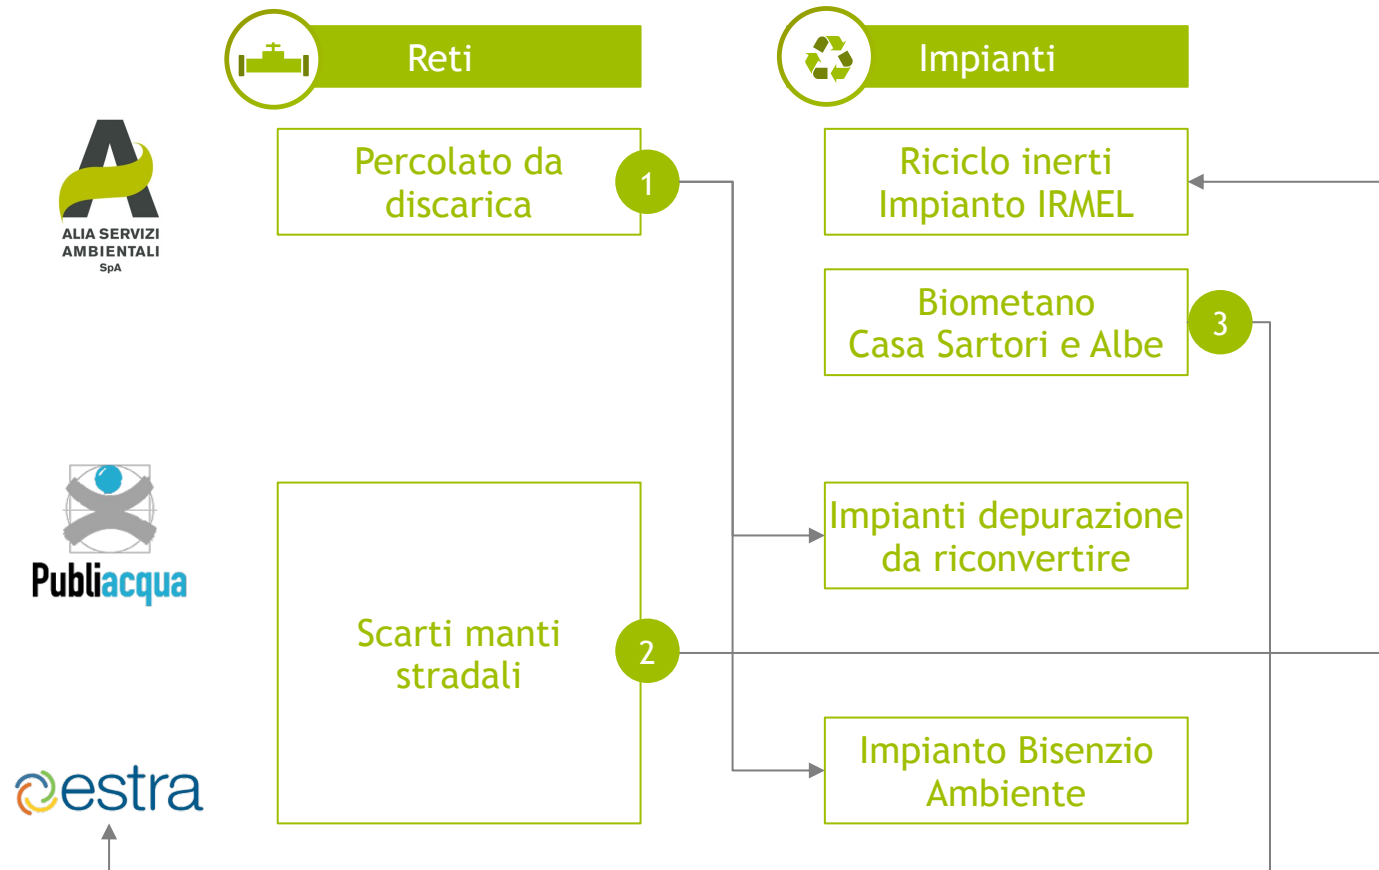 Reti
Impianti
ALIA SERVIZI
AMBIENTALI
SpA
Percolato da
discarica
1
Riciclo inerti
Impianto IRMEL
Biometano
Casa Sartori e Albe
3
Publiacqua
Scarti manti
stradali
2
Impianti depurazione
da riconvertire
estra
Impianto Bisenzio
Ambiente